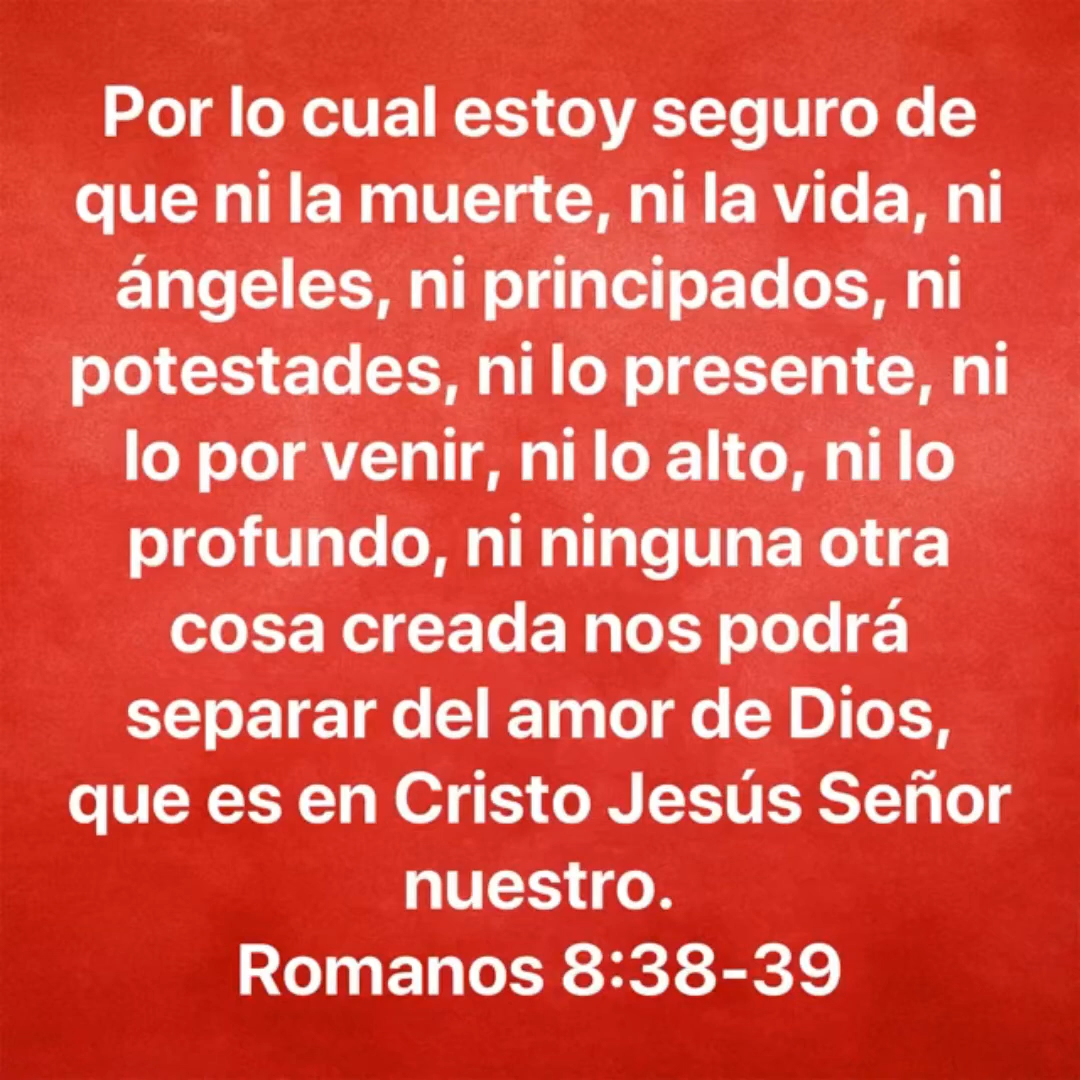 Por lo cual estoy seguro de
que ni la muerte, ni la vida, ni
ángeles, ni principados, ni
potestades, ni lo presente, ni
lo por venir, ni lo alto, ni lo
profundo, ni ninguna otra
cosa creada nos podrá
separar del amor de Dios,
que es en Cristo Jesús Señor
nuestro.
Romanos 8:38-39